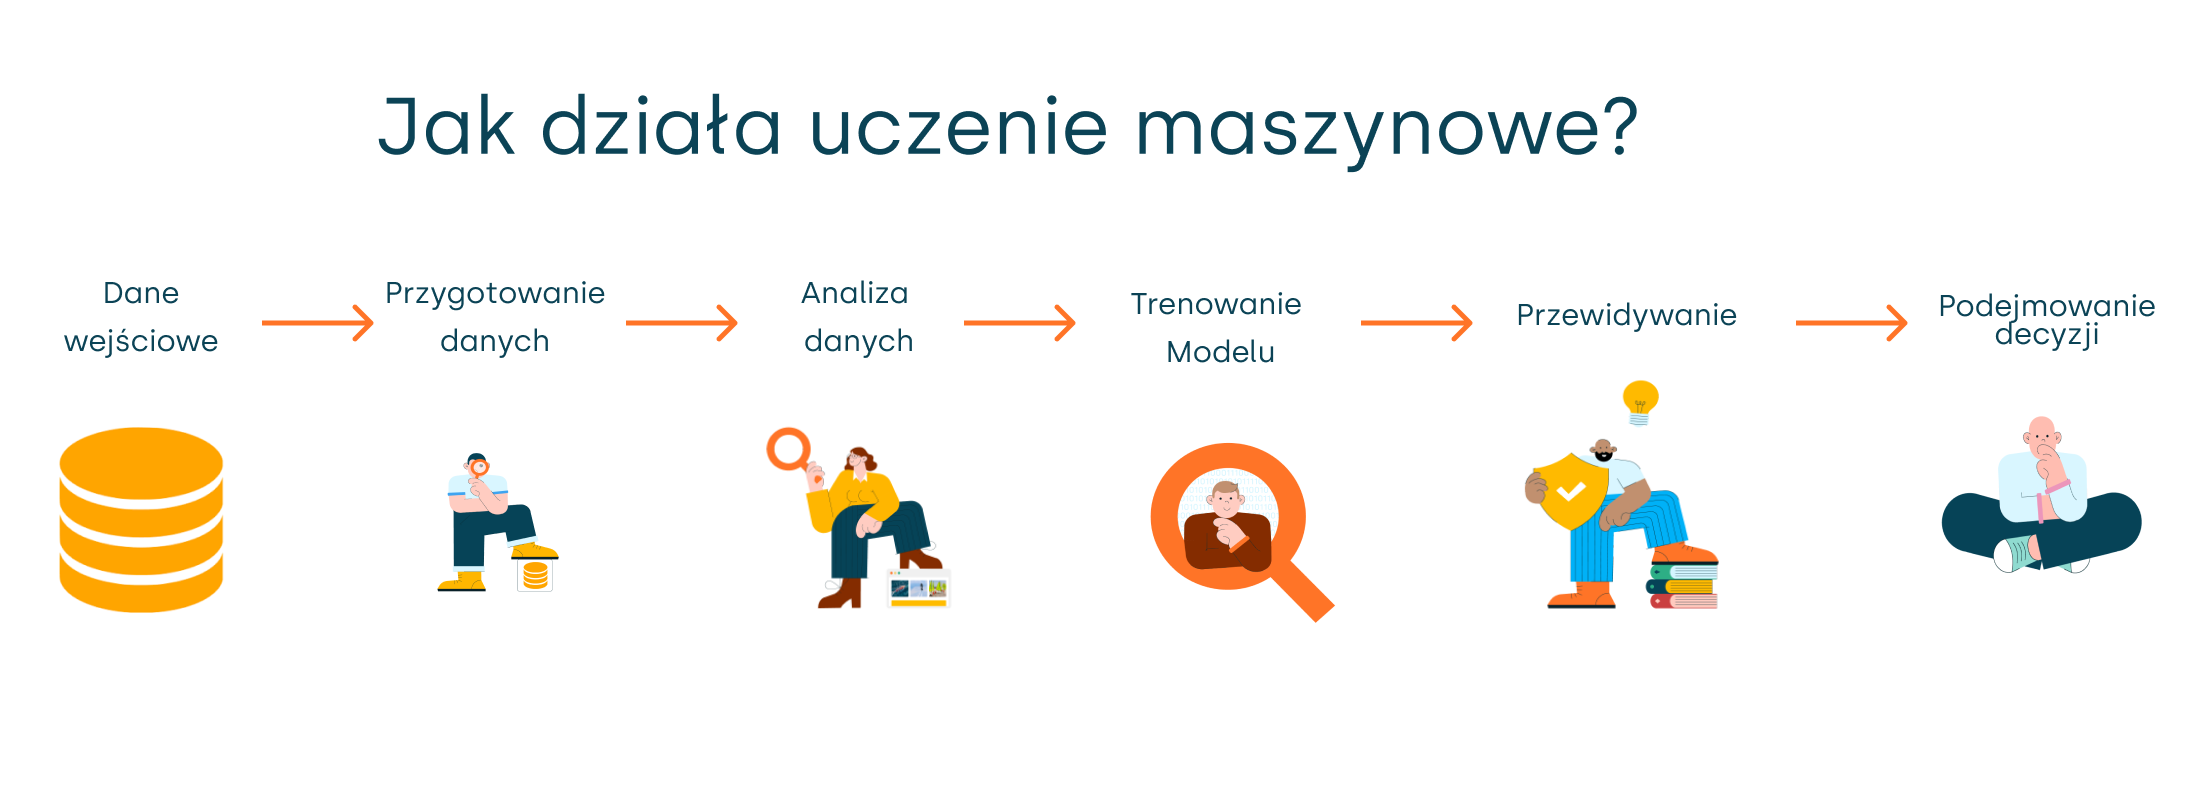 Jak działa uczenie maszynowe?
Dane
wejściowe
Przygotowanie
danych
Analiza
danych
Trenowanie
Modelu
Przewidywanie
Podejmowanie
decyzji